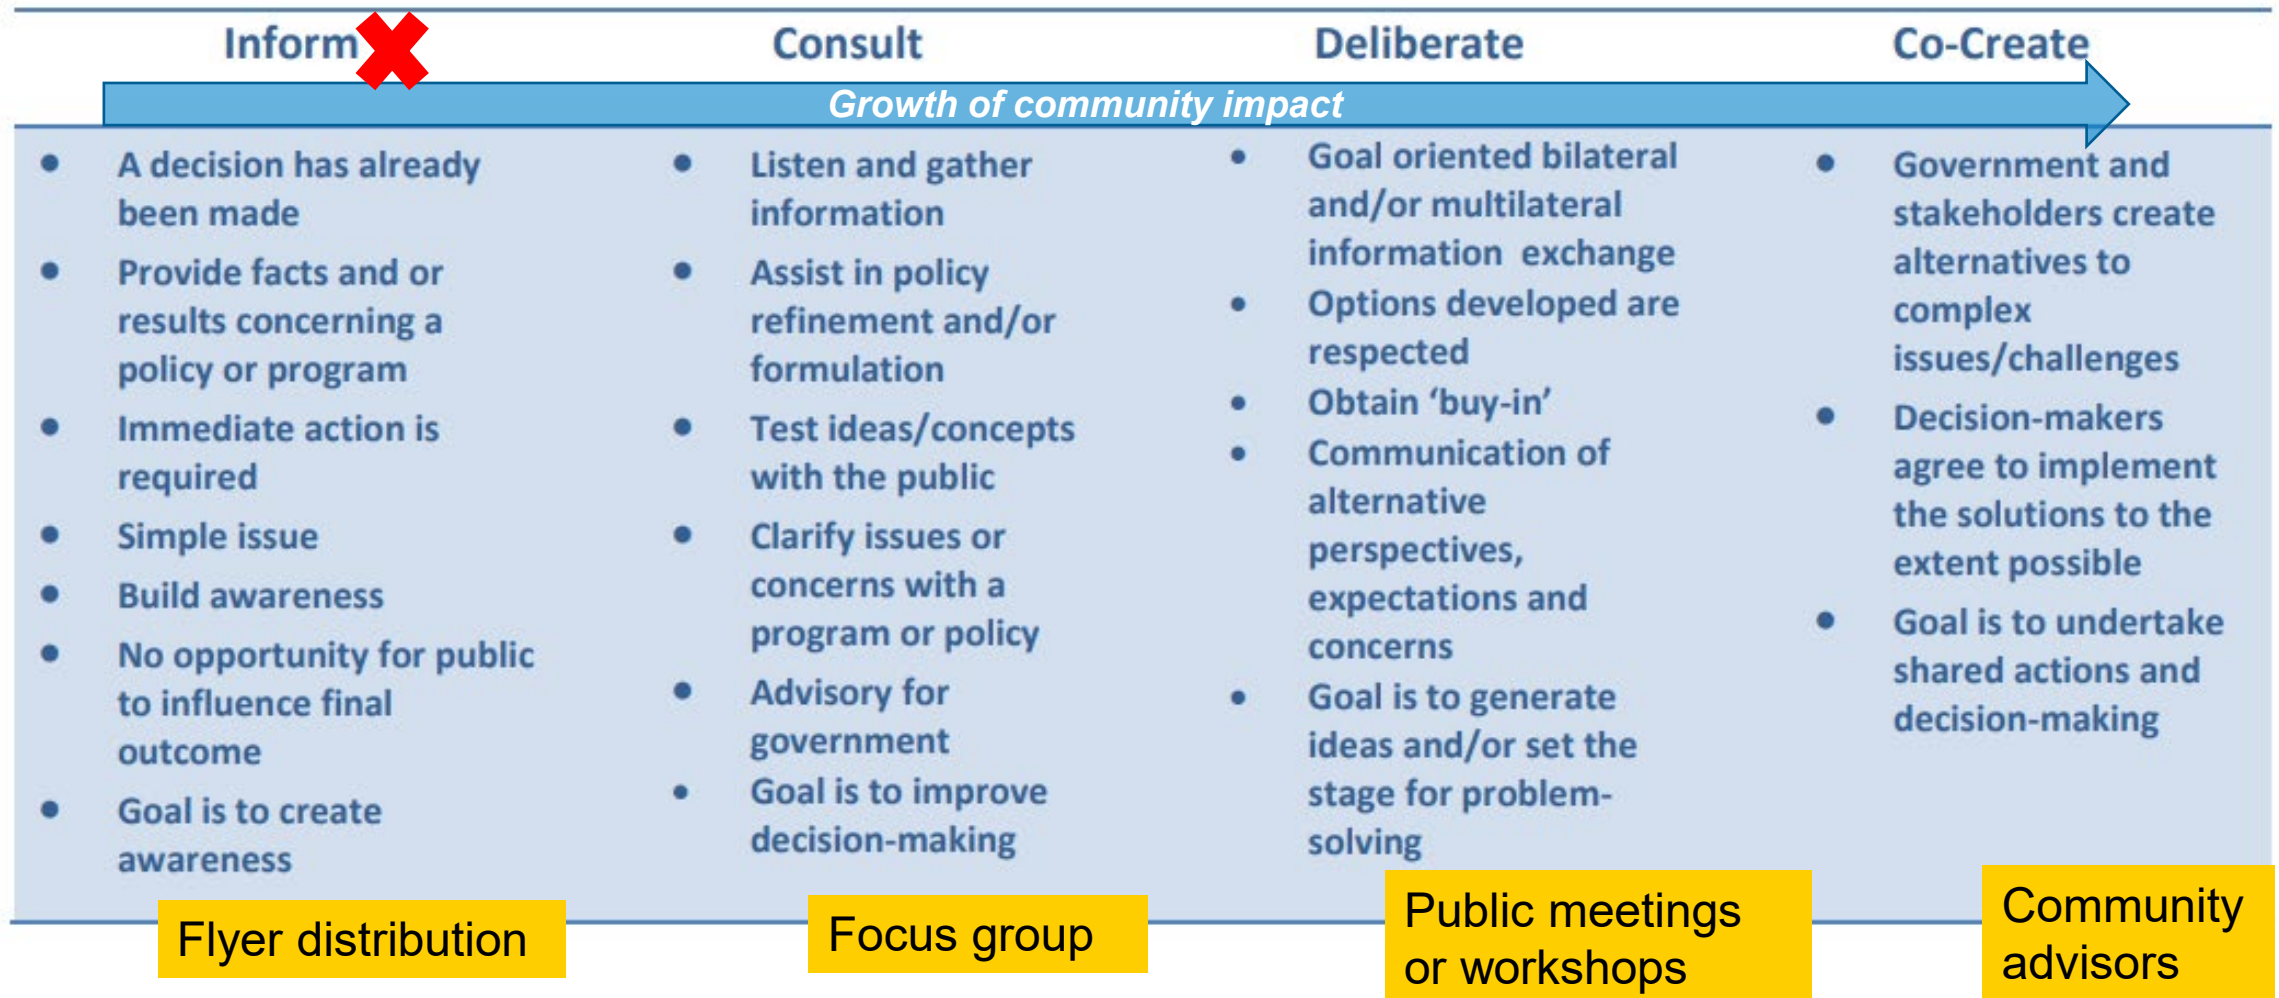 Inform
Consult
Deliberate
Co-Create
Growth of community impact
• A decision has already
been made
• Provide facts and or
results concerning a
policy or program
• Immediate action is
required
• Simple issue
• Build awareness
• No opportunity for public
to influence final
outcome
• Goal is to create
awareness
Flyer distribution
• Listen and gather
information
• Assist in policy
refinement and/or
formulation
• Test ideas/concepts
with the public
• Clarify issues or
concerns with a
program or policy
• Advisory for
government
• Goal is to improve
decision-making
Focus group
• Goal oriented bilateral
and/or multilateral
information exchange
• Options developed are
respected
• Obtain ‘buy-in’
• Communication of
alternative
perspectives,
expectations and
concerns
• Goal is to generate
ideas and/or set the
stage for problem-
solving
Public meetings
or workshops
• Government and
stakeholders create
alternatives to
complex
issues/challenges
• Decision-makers
agree to implement
the solutions to the
extent possible
• Goal is to undertake
shared actions and
decision-making
Community
advisors